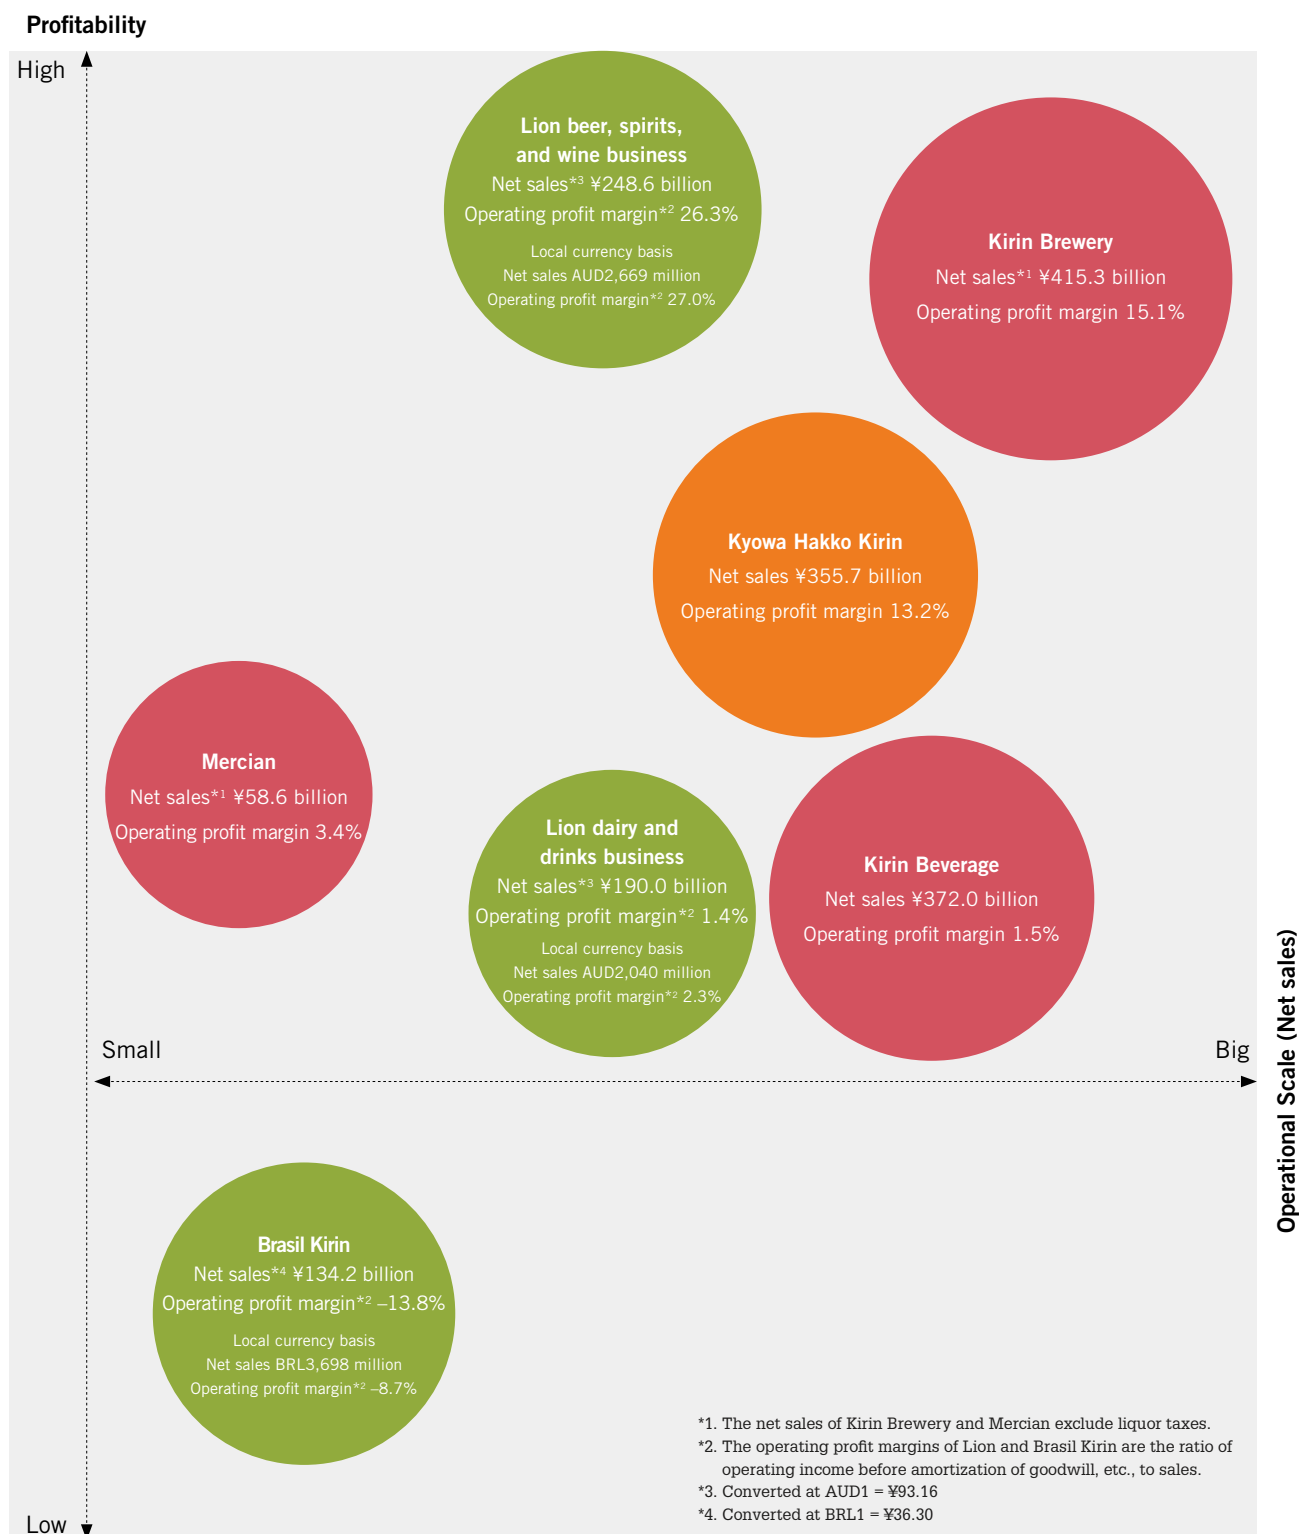 Profitability
High
Lion beer, spirits,
and wine business
Net sales*3 ¥248.6 billion
Operating profit margin*2 26.3%
Local currency basis
Net sales AUD2,669 million
Operating profit margin*2 27.0%
Kirin Brewery
Net sales*1 ¥415.3 billion
Operating profit margin 15.1%
Kyowa Hakko Kirin
Net sales ¥355.7 billion
Operating profit margin 13.2%
Mercian
Net sales*1 ¥58.6 billion
Operating profit margin 3.4%
Lion dairy and
drinks business
Net sales*3 ¥190.0 billion
Operating profit margin*2 1.4%
Local currency basis
Net sales AUD2,040 million
Operating profit margin*2 2.3%
Kirin Beverage
Net sales ¥372.0 billion
Operating profit margin 1.5%
Small
Big
Operational Scale (Net sales)
Brasil Kirin
Net sales*4 ¥134.2 billion
Operating profit margin*2 –13.8%
Local currency basis
Net sales BRL3,698 million
Operating profit margin*2 –8.7%
*1. The net sales of Kirin Brewery and Mercian exclude liquor taxes.
*2. The operating profit margins of Lion and Brasil Kirin are the ratio of
operating income before amortization of goodwill, etc., to sales.
*3. Converted at AUD1 = ¥93.16
*4. Converted at BRL1 = ¥36.30
Low